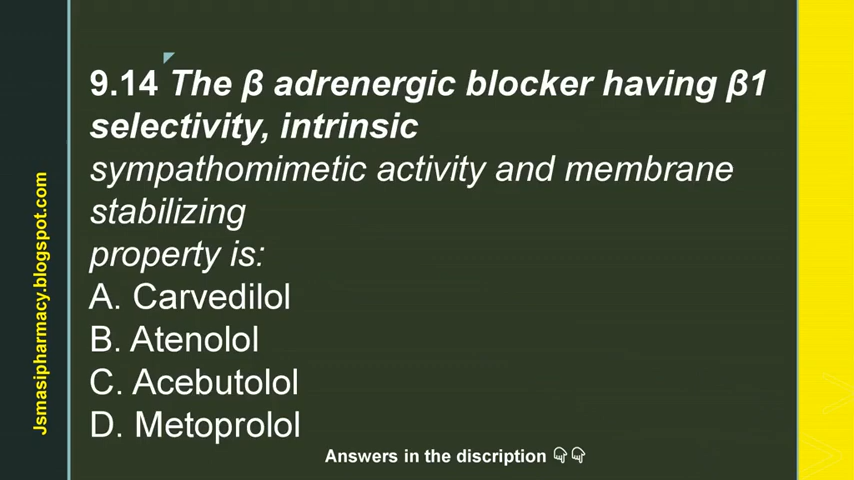 9.14 The β adrenergic blocker having β1
selectivity, intrinsic
sympathomimetic activity and membrane
stabilizing
property is:
A. Carvedilol
B. Atenolol
C. Acebutolol
D. Metoprolol
Answers in the discription 👇👇
Jsmasipharmacy.blogspot.com